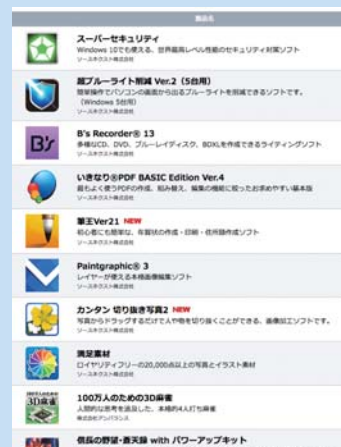 製品名
スーパーセキュリティ
Windows 10でも使える、世界最高レベル性能のセキュリティ対策ソフト
ソースネクスト株式会社
超ブルーライト削減 Ver.2（5台用）
簡単操作でパソコンの画面から出るブルーライトを削減できるソフトです。
（Windows 5台用）
ソースネクスト株式会社
B's
B's Recorder® 13
多様なCD、DVD、ブルーレイディスク、BDXLを作成できるライティングソフト
ソースネクスト株式会社
いきなり®PDF BASIC Edition Ver.4
最もよく使うPDFの作成、組み替え、編集の機能に絞ったお求めやすい基本版
ソースネクスト株式会社
筆王Ver21 NEW
初心者にも簡単な、年賀状の作成・印刷・住所録作成ソフト
ソースネクスト株式会社
Paintgraphic® 3
レイヤーが使える本格画像編集ソフト
ソースネクスト株式会社
カンタン 切り抜き写真2 NEW
写真からドラッグするだけで人や物を切り抜くことができる、画像加工ソフトです。
ソースネクスト株式会社
満足素材
ロイヤリティフリーの20,000点以上の写真とイラスト素材
ソースネクスト株式会社
100万人のための
3D麻雀
100万人のための3D麻雀
人間的な思考を追及した、本格的4人打ち麻雀
株式会社アンバランス
信長の野望・蒼天録 with パワーアップキット